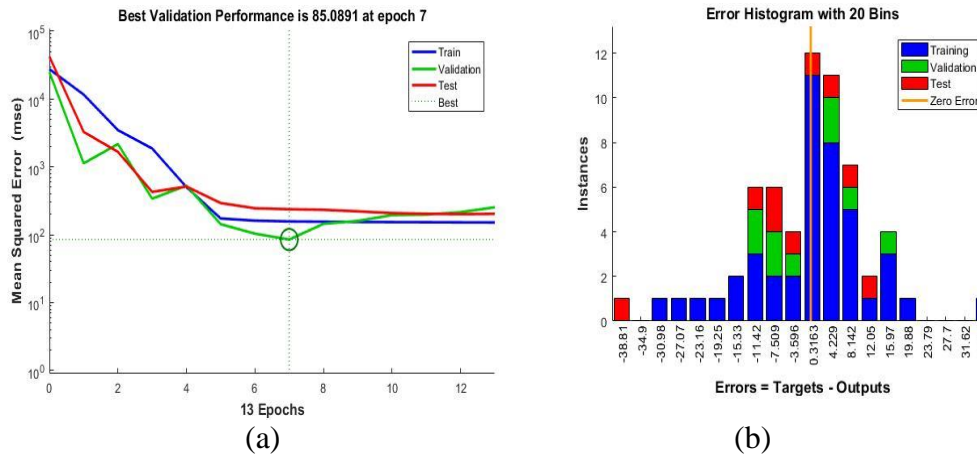 Best Validation Performance is 85.0891 at epoch 7
Mean Squared Error (mse)
10^5
10^4
10^3
10^2
10^1
10^0
Train
Validation
Test
Best
0 2 4 6 8 10 12
13 Epochs
(a)
Error Histogram with 20 Bins
Instances
12
10
8
6
4
2
0
Training
Validation
Test
Zero Error
-38.81
-34.9
-30.98
-27.07
-23.16
-19.25
-15.33
-11.42
-7.509
-3.596
0.3163
4.229
8.142
12.05
15.97
19.88
23.79
27.7
31.62
Errors = Targets - Outputs
(b)